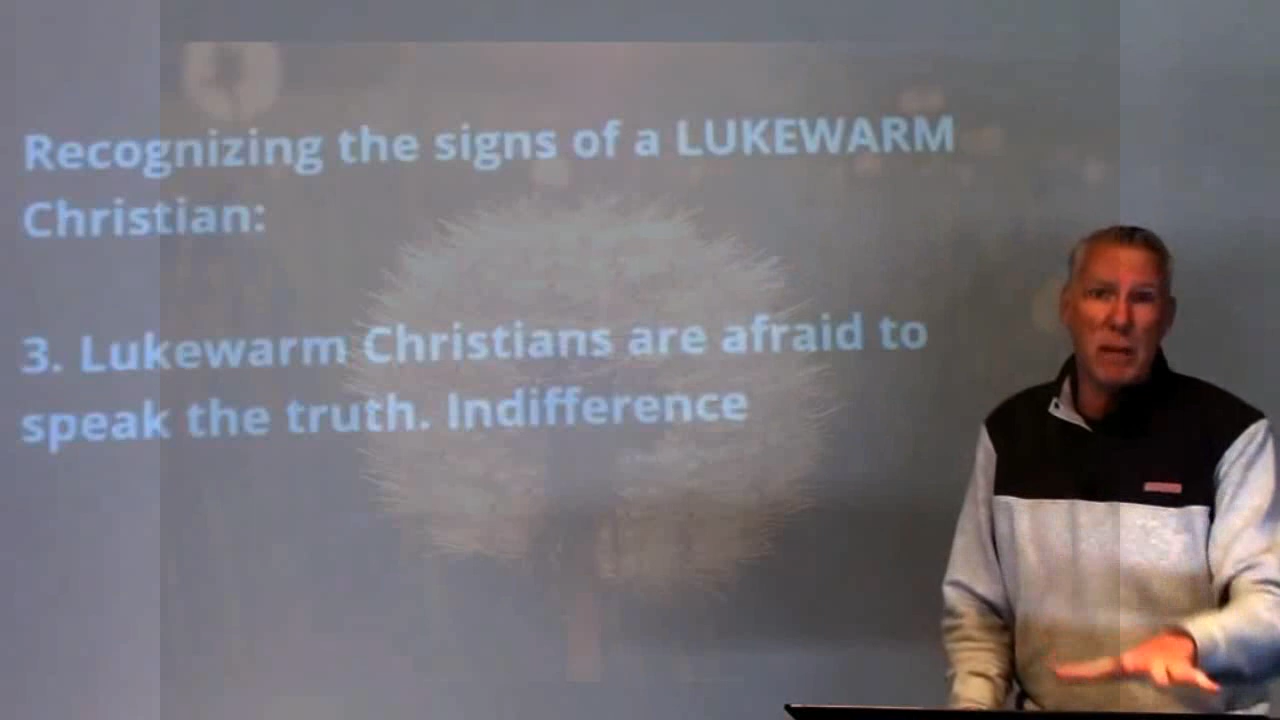 Recognizing the signs of a LUKEWARM
Christian:
3. Lukewarm Christians are afraid to
speak the truth. Indifference